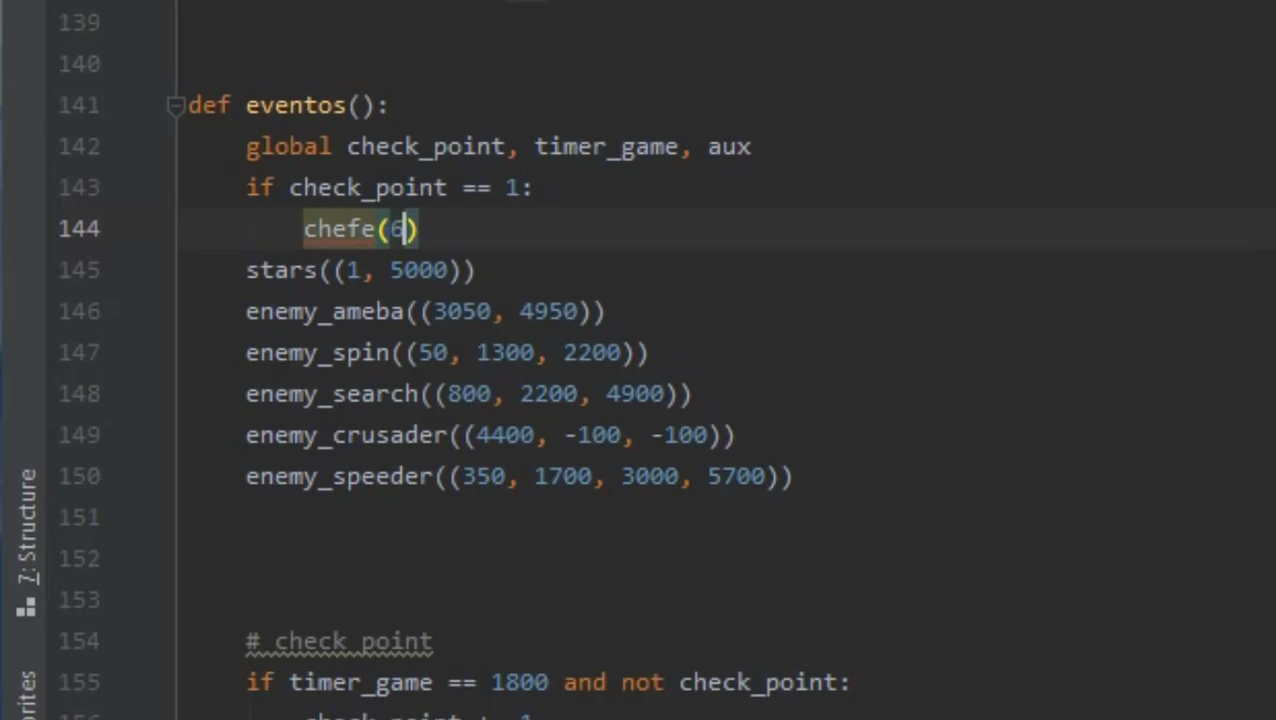 139
140
141 def eventos():
142 global check_point, timer_game, aux
143 if check_point == 1:
144 chefe(6)
145 stars((1, 5000))
146 enemy_ameba((3050, 4950))
147 enemy_spin((50, 1300, 2200))
148 enemy_search((800, 2200, 4900))
149 enemy_crusader((4400, -100, -100))
150 enemy_speeder((350, 1700, 3000, 5700))
151
152
153
154 # check point
155 if timer_game == 1800 and not check_point:
7: Structure